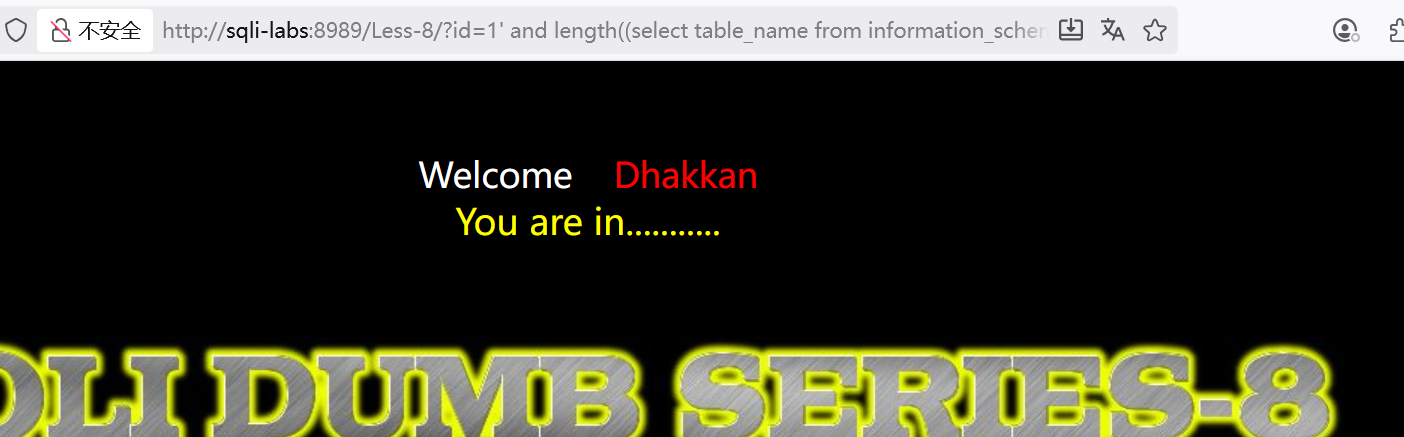 不安全 http://sqli-labs:8989/Less-8/?id=1' and length((select table_name from information_schem
Welcome Dhakkan
You are in...........
QLI DUMB SERIES-8